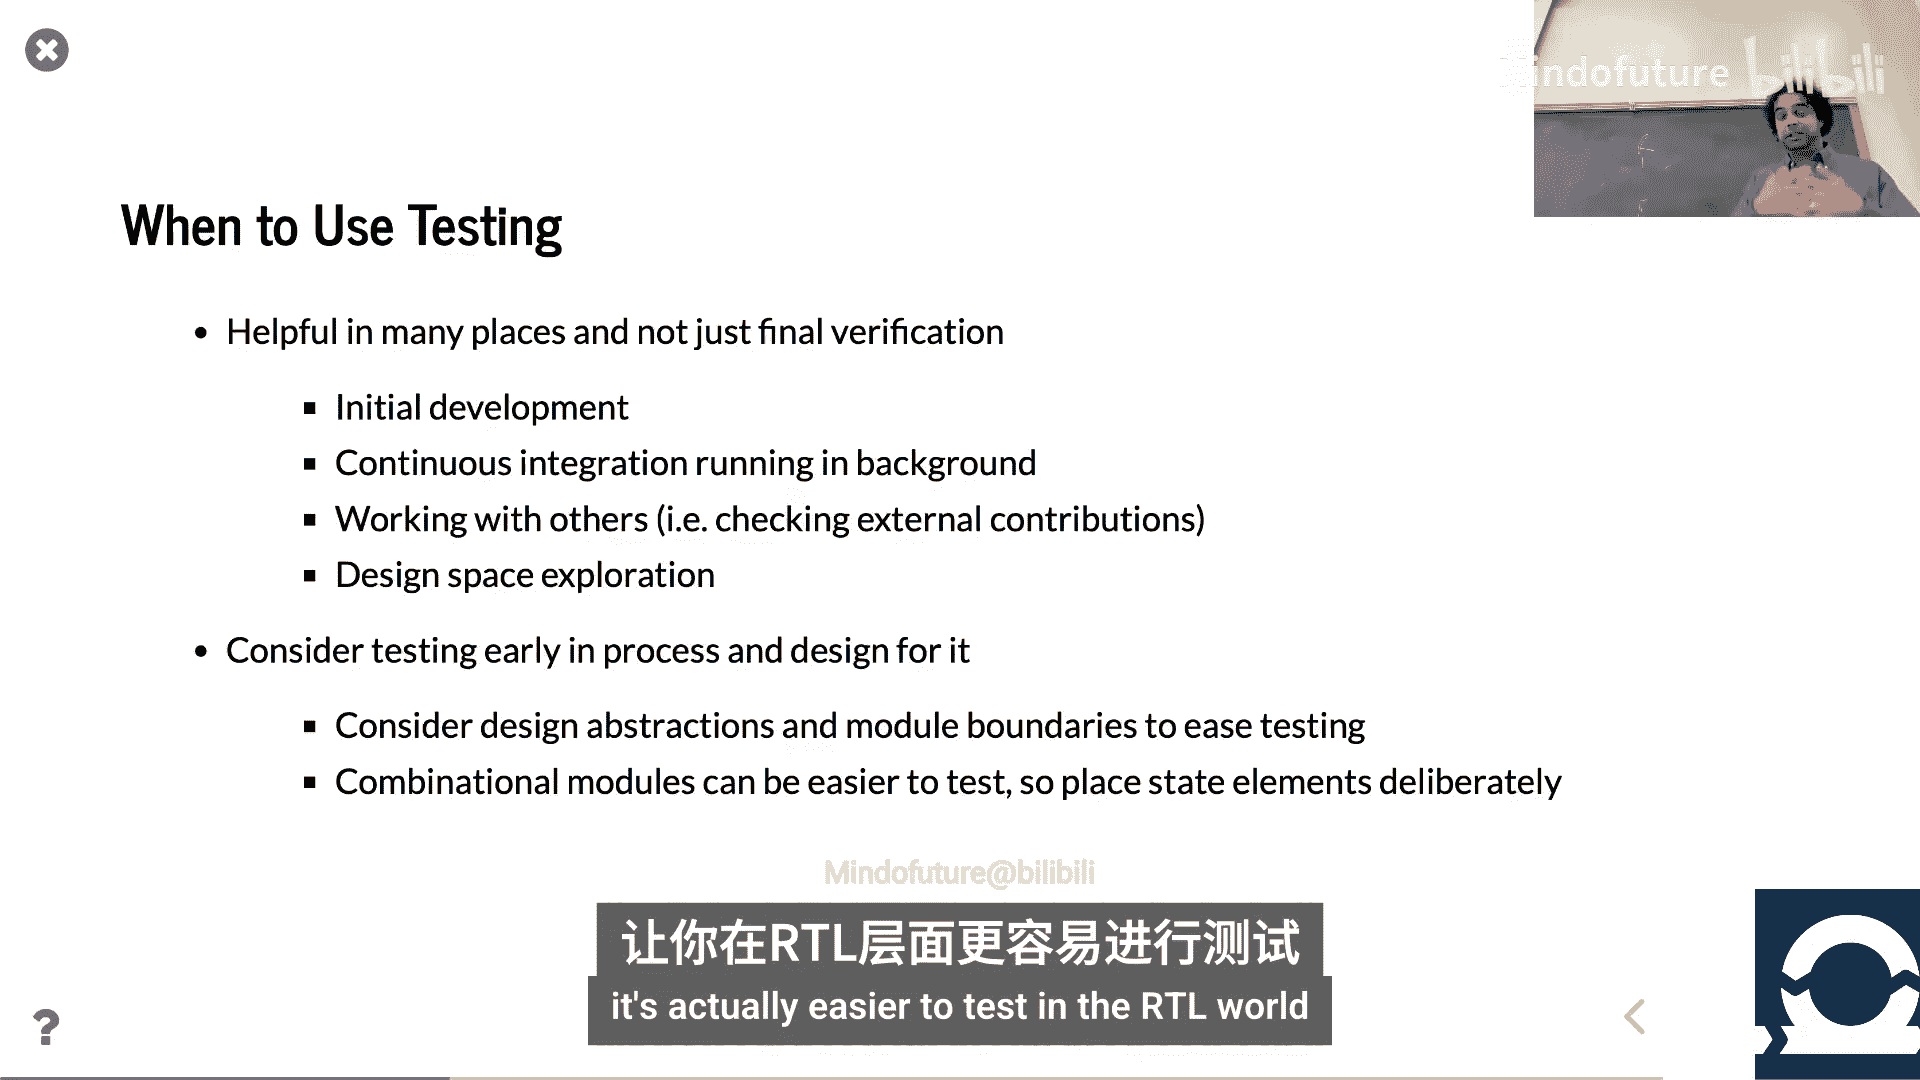 indofuture bilibili
When to Use Testing
Helpful in many places and not just final verification
Initial development
Continuous integration running in background
Working with others (i.e. checking external contributions)
Design space exploration
Consider testing early in process and design for it
Consider design abstractions and module boundaries to ease testing
Combinational modules can be easier to test, so place state elements deliberately
Mindofuture@bilibili
让你在RTL层面更容易进行测试
it's actually easier to test in the RTL world
?